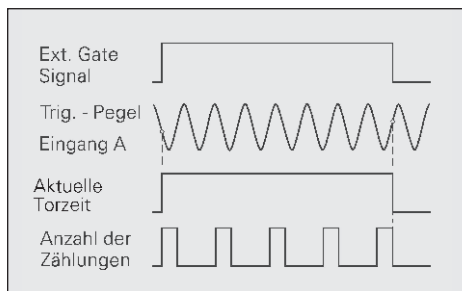 Ext. Gate
Signal
Trig. - Pegel
Eingang A
Aktuelle
Torzeit
Anzahl der
Zählungen